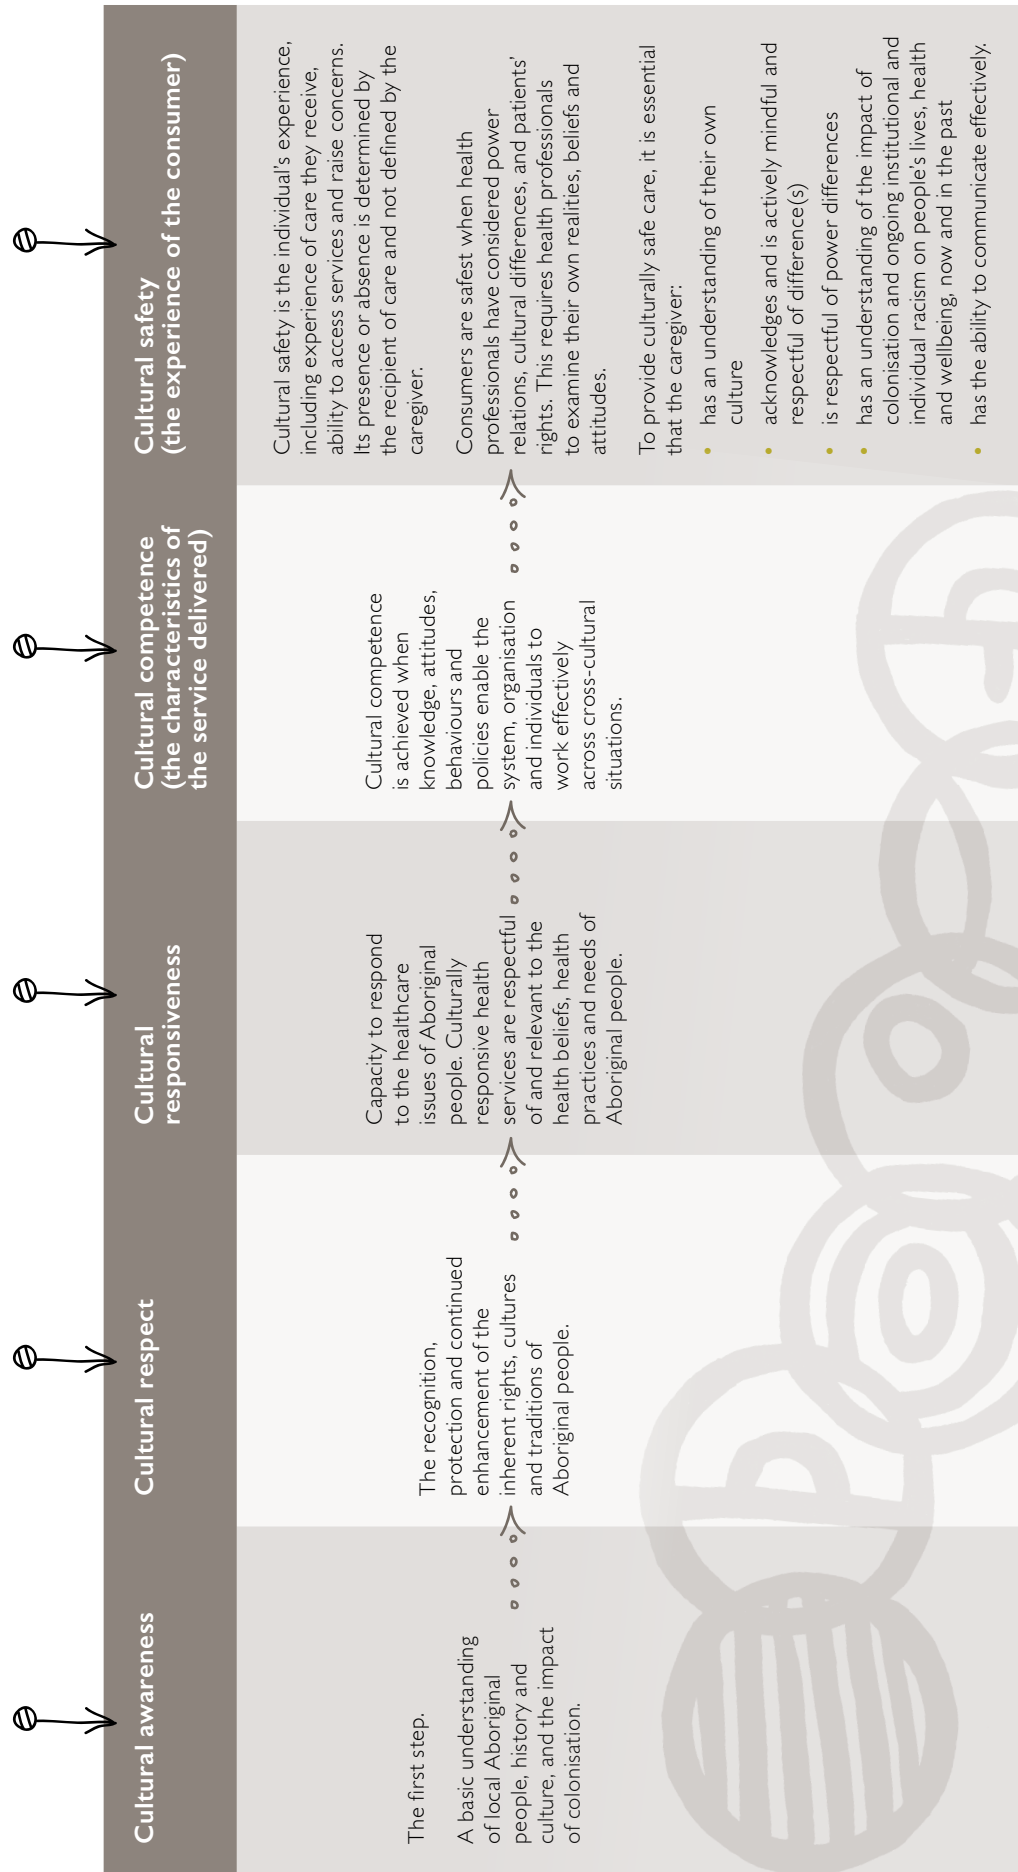 Cultural awareness
The first step.
A basic understanding
of local Aboriginal
people, history and
culture, and the impact
of colonisation.
Cultural respect
The recognition,
protection and continued
enhancement of the
inherent rights, cultures
and traditions of
Aboriginal people.
Cultural
responsiveness
Capacity to respond
to the healthcare
issues of Aboriginal
people. Culturally
responsive health
services are respectful
of and relevant to the
health beliefs, health
practices and needs of
Aboriginal people.
Cultural competence
(the characteristics of
the service delivered)
Cultural competence
is achieved when
knowledge, attitudes,
behaviours and
policies enable the
system, organisation
and individuals to
work effectively
across cross-cultural
situations.
Cultural safety
(the experience of the consumer)
Cultural safety is the individual’s experience,
including experience of care they receive,
ability to access services and raise concerns.
Its presence or absence is determined by
the recipient of care and not defined by the
caregiver.
Consumers are safest when health
professionals have considered power
relations, cultural differences, and patients’
rights. This requires health professionals
to examine their own realities, beliefs and
attitudes.
To provide culturally safe care, it is essential
that the caregiver:
• has an understanding of their own
culture
• acknowledges and is actively mindful and
respectful of difference(s)
• is respectful of power differences
• has an understanding of the impact of
colonisation and ongoing institutional and
individual racism on people’s lives, health
and wellbeing, now and in the past
• has the ability to communicate effectively.